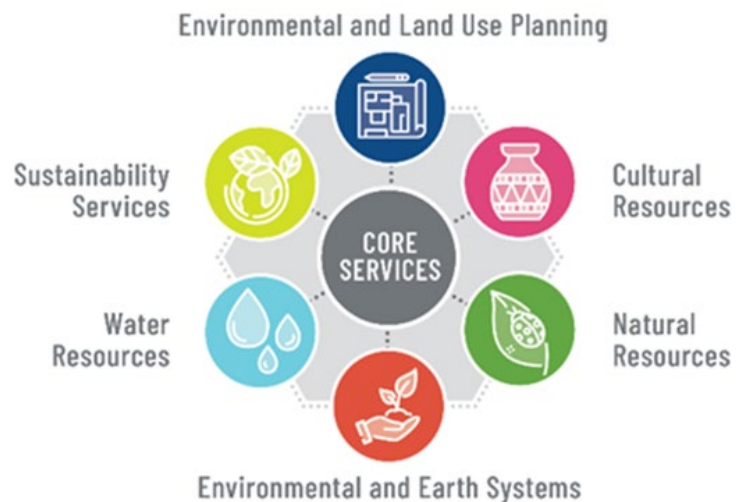 Environmental and Land Use Planning
Sustainability
Services
Cultural
Resources
CORE
SERVICES
Water
Resources
Natural
Resources
Environmental and Earth Systems